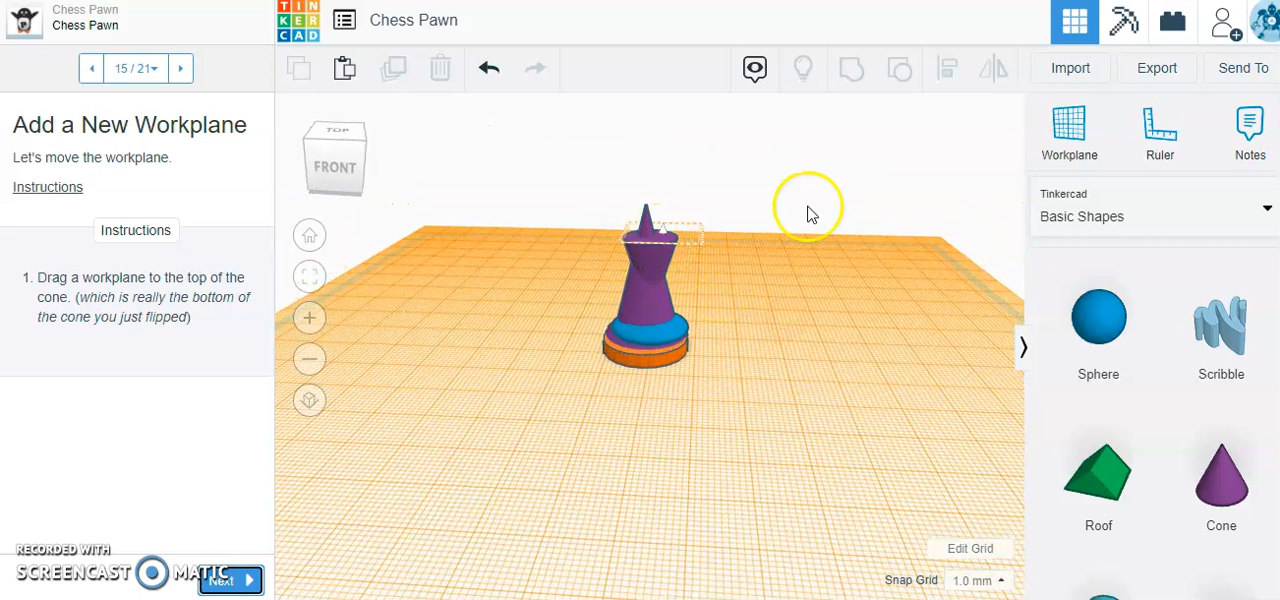 Chess Pawn
Chess Pawn
15 / 21
Add a New Workplane
Let's move the workplane.
Instructions
Instructions
1. Drag a workplane to the top of the
cone. (which is really the bottom of
the cone you just flipped)
RECORDED WITH
SCREENCAST MATIC
Next
TIN
KER
CAD
Chess Pawn
Import
Export
Send To
TOP
FRONT
Workplane
Ruler
Notes
Tinkercad
Basic Shapes
Sphere
Scribble
Roof
Cone
Edit Grid
Snap Grid 1.0 mm